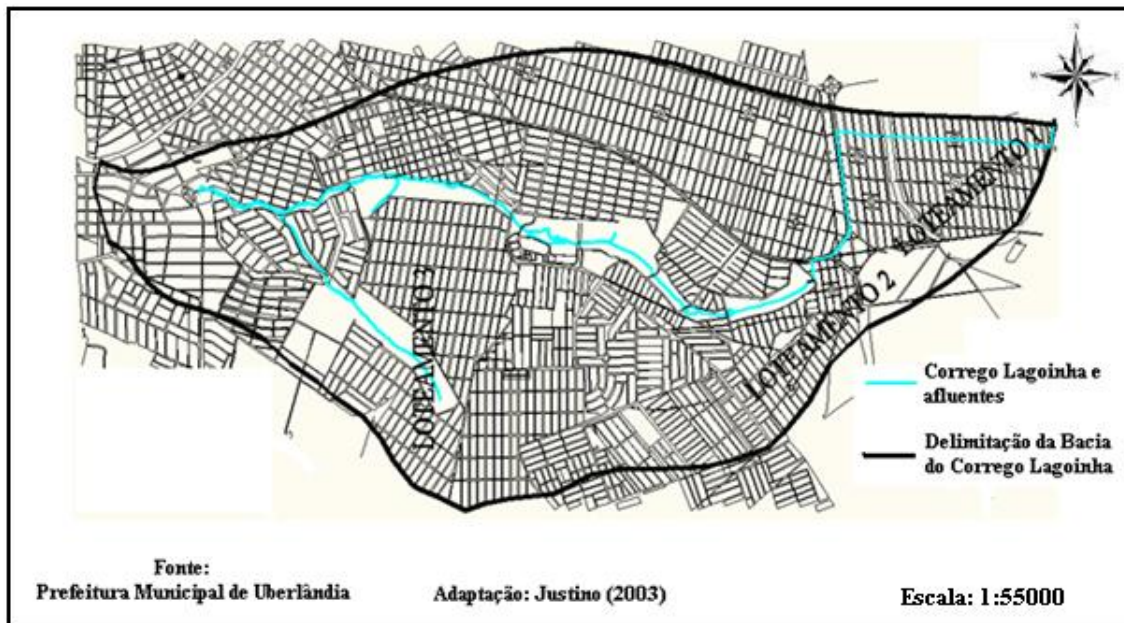 LOTEAMENTO 1
LOTEAMENTO 2
LOTEAMENTO 3
Corrego Lagoinha e
afluentes
Delimitação da Bacia
do Corrego Lagoinha
Fonte:
Prefeitura Municipal de Uberlândia
Adaptação: Justino (2003)
Escala: 1:55000